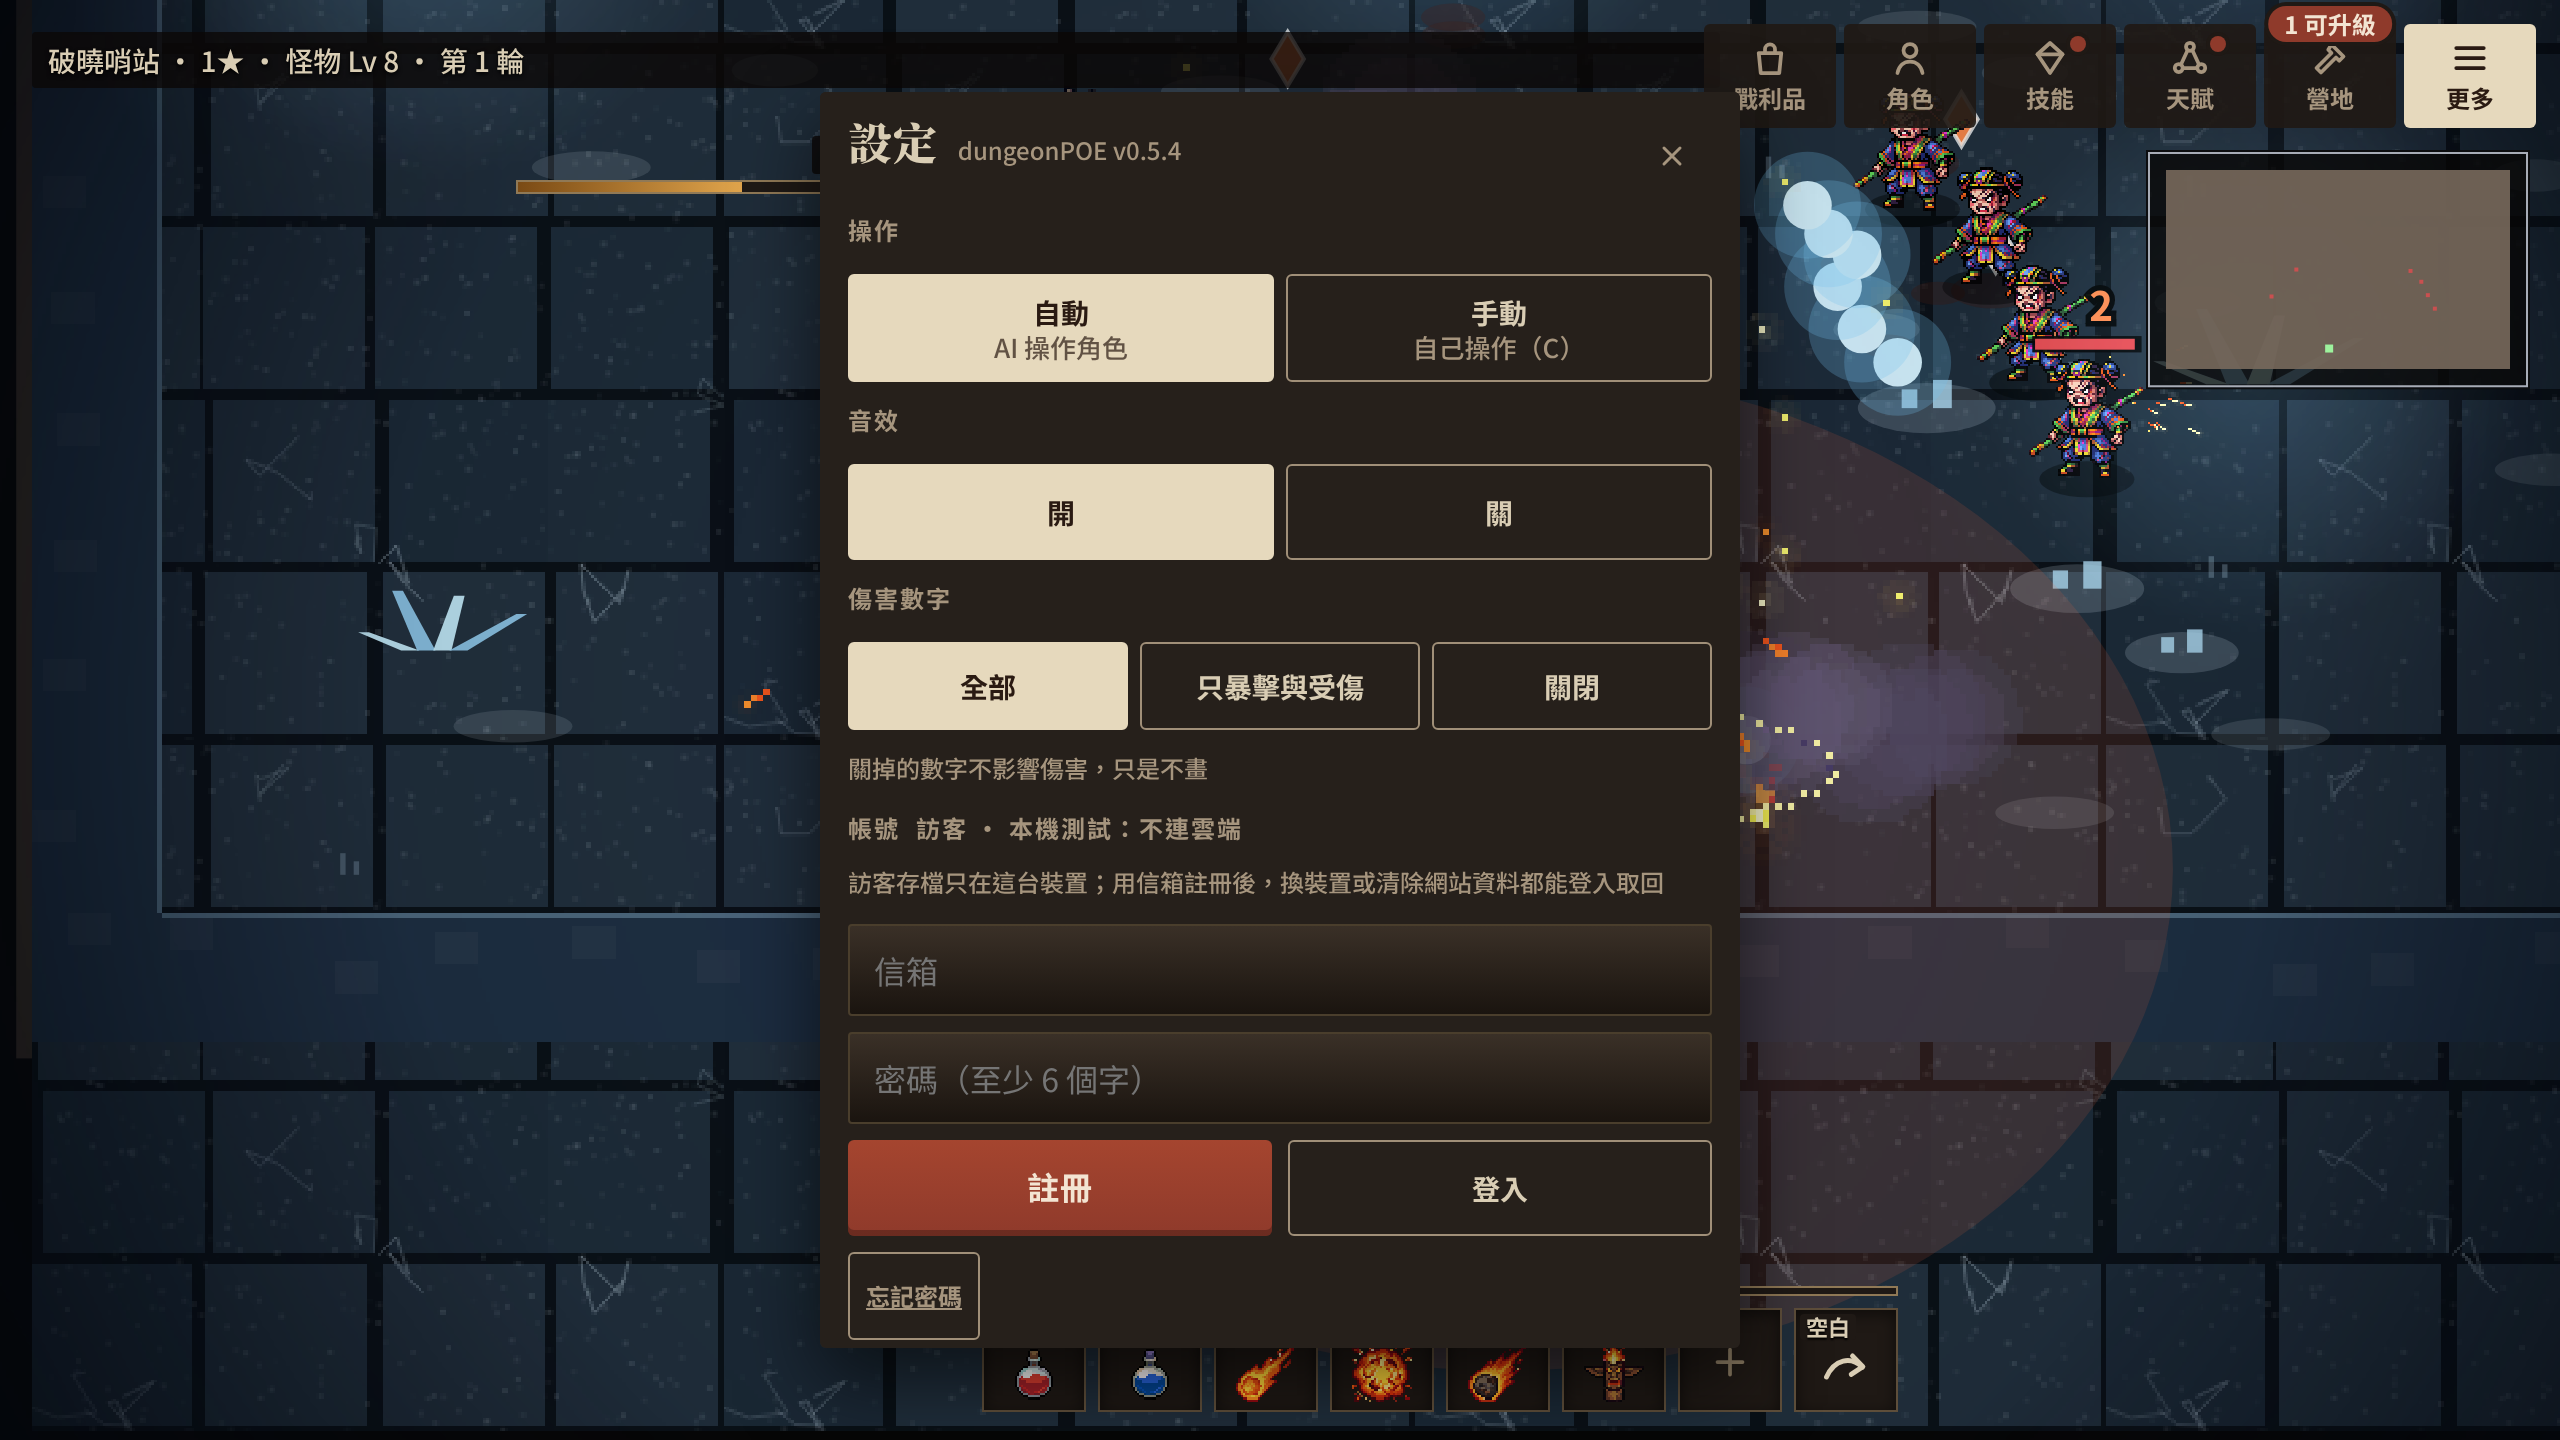 破曉哨站 · 1★ · 怪物 Lv 8 · 第 1 輪
1 可升級
戰利品
角色
技能
天賦
營地
更多
設定 dungeonPOE v0.5.4
操作
自動
AI 操作角色
手動
自己操作（C）
音效
開
關
傷害數字
全部
只暴擊與受傷
關閉
關掉的數字不影響傷害，只是不畫
帳號 訪客 · 本機測試：不連雲端
訪客存檔只在這台裝置；用信箱註冊後，換裝置或清除網站資料都能登入取回
信箱
密碼（至少 6 個字）
註冊
登入
忘記密碼
2
空白